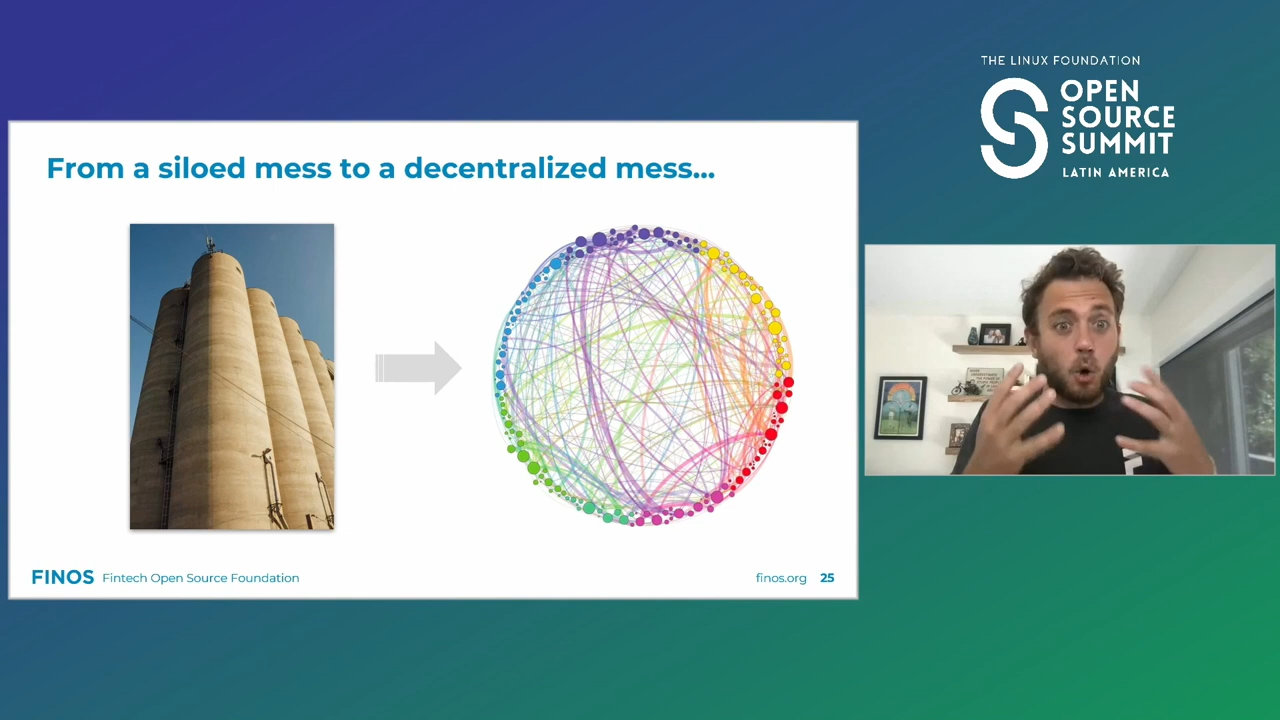 THE LINUX FOUNDATION
OPEN
SOURCE
SUMMIT
LATIN AMERICA
From a siloed mess to a decentralized mess...
FINOS Fintech Open Source Foundation
finos.org 25